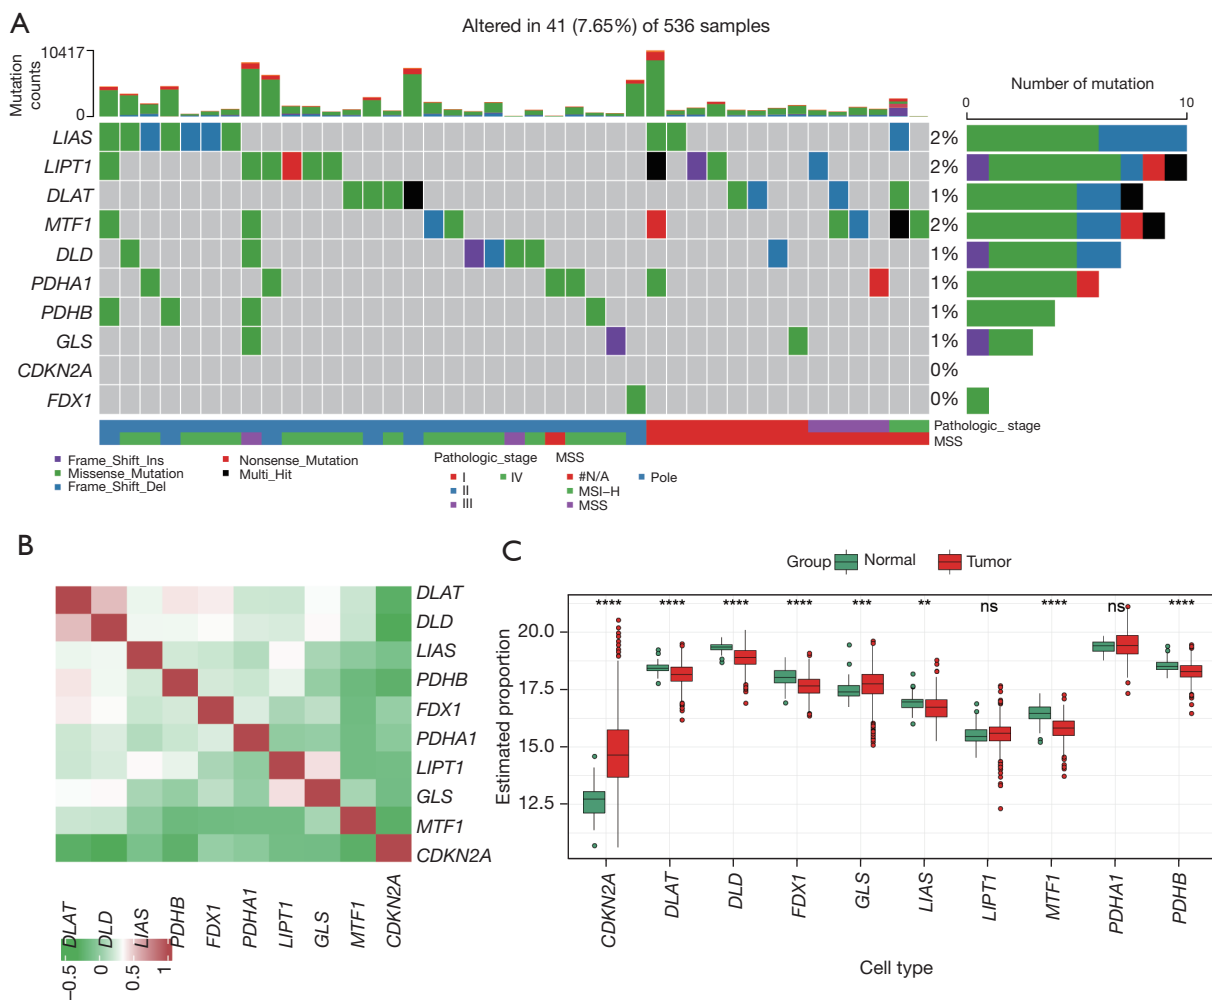 A
Altered in 41 (7.65%) of 536 samples
10417
0
Mutation
counts
Number of mutation
0 10
LIAS 2%
LIPT1 2%
DLAT 1%
MTF1 2%
DLD 1%
PDHA1 1%
PDHB 1%
GLS 1%
CDKN2A 0%
FDX1 0%
Pathologic_ stage
MSS
Frame_Shift_Ins
Missense_Mutation
Frame_Shift_Del
Nonsense_Mutation
Multi_Hit
Pathologic_stage
I
II
III
IV
MSS
#N/A
MSI-H
MSS
Pole
B
DLAT
DLD
LIAS
PDHB
FDX1
PDHA1
LIPT1
GLS
MTF1
CDKN2A
DLAT DLD LIAS PDHB FDX1 PDHA1 LIPT1 GLS MTF1 CDKN2A
−0.5 0 0.5 1
C
Group Normal Tumor
**** **** **** **** *** ** ns **** ns ****
20.0
17.5
15.0
12.5
Estimated proportion
CDKN2A DLAT DLD FDX1 GLS LIAS LIPT1 MTF1 PDHA1 PDHB
Cell type